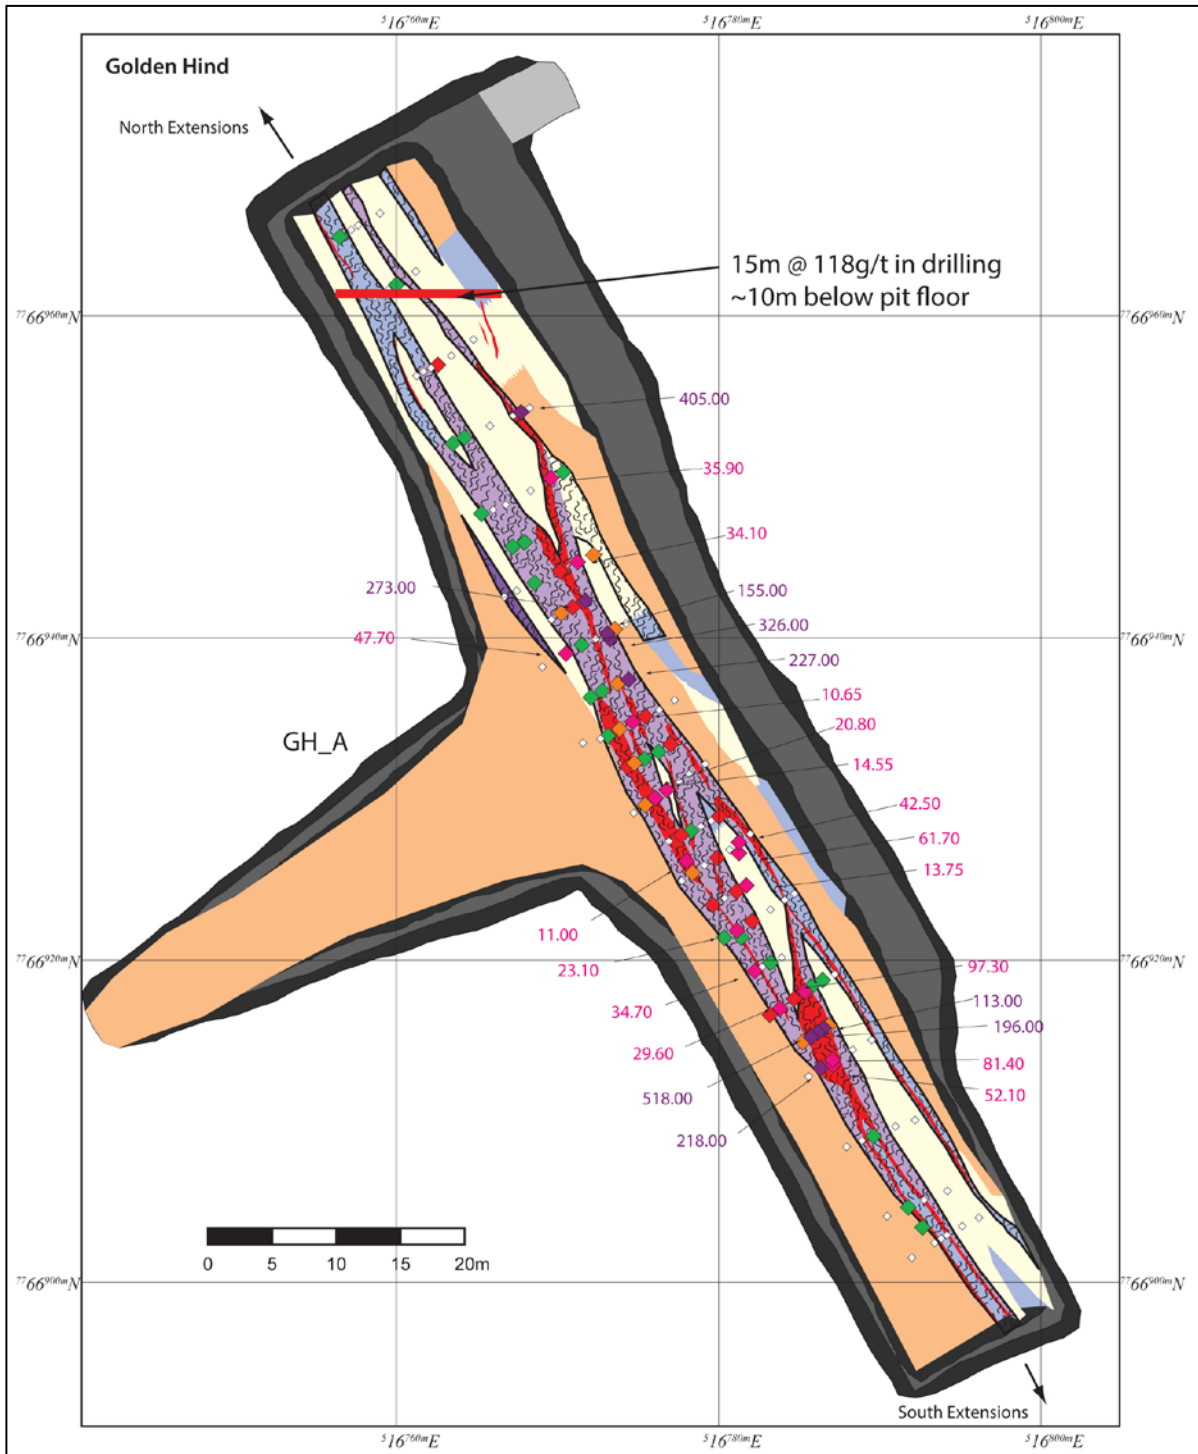 516760mE 516780mE 516800mE
Golden Hind
North Extensions
15m @ 118g/t in drilling
~10m below pit floor
7766960mN 7766960mN
405.00
35.90
34.10
273.00
155.00
326.00
7766940mN 7766940mN
47.70
227.00
10.65
20.80
GH_A
14.55
42.50
61.70
13.75
11.00
7766920mN 7766920mN
23.10
97.30
113.00
34.70
196.00
29.60
81.40
518.00
52.10
218.00
0 5 10 15 20m
7766900mN 7766900mN
South Extensions
516760mE 516780mE 516800mE